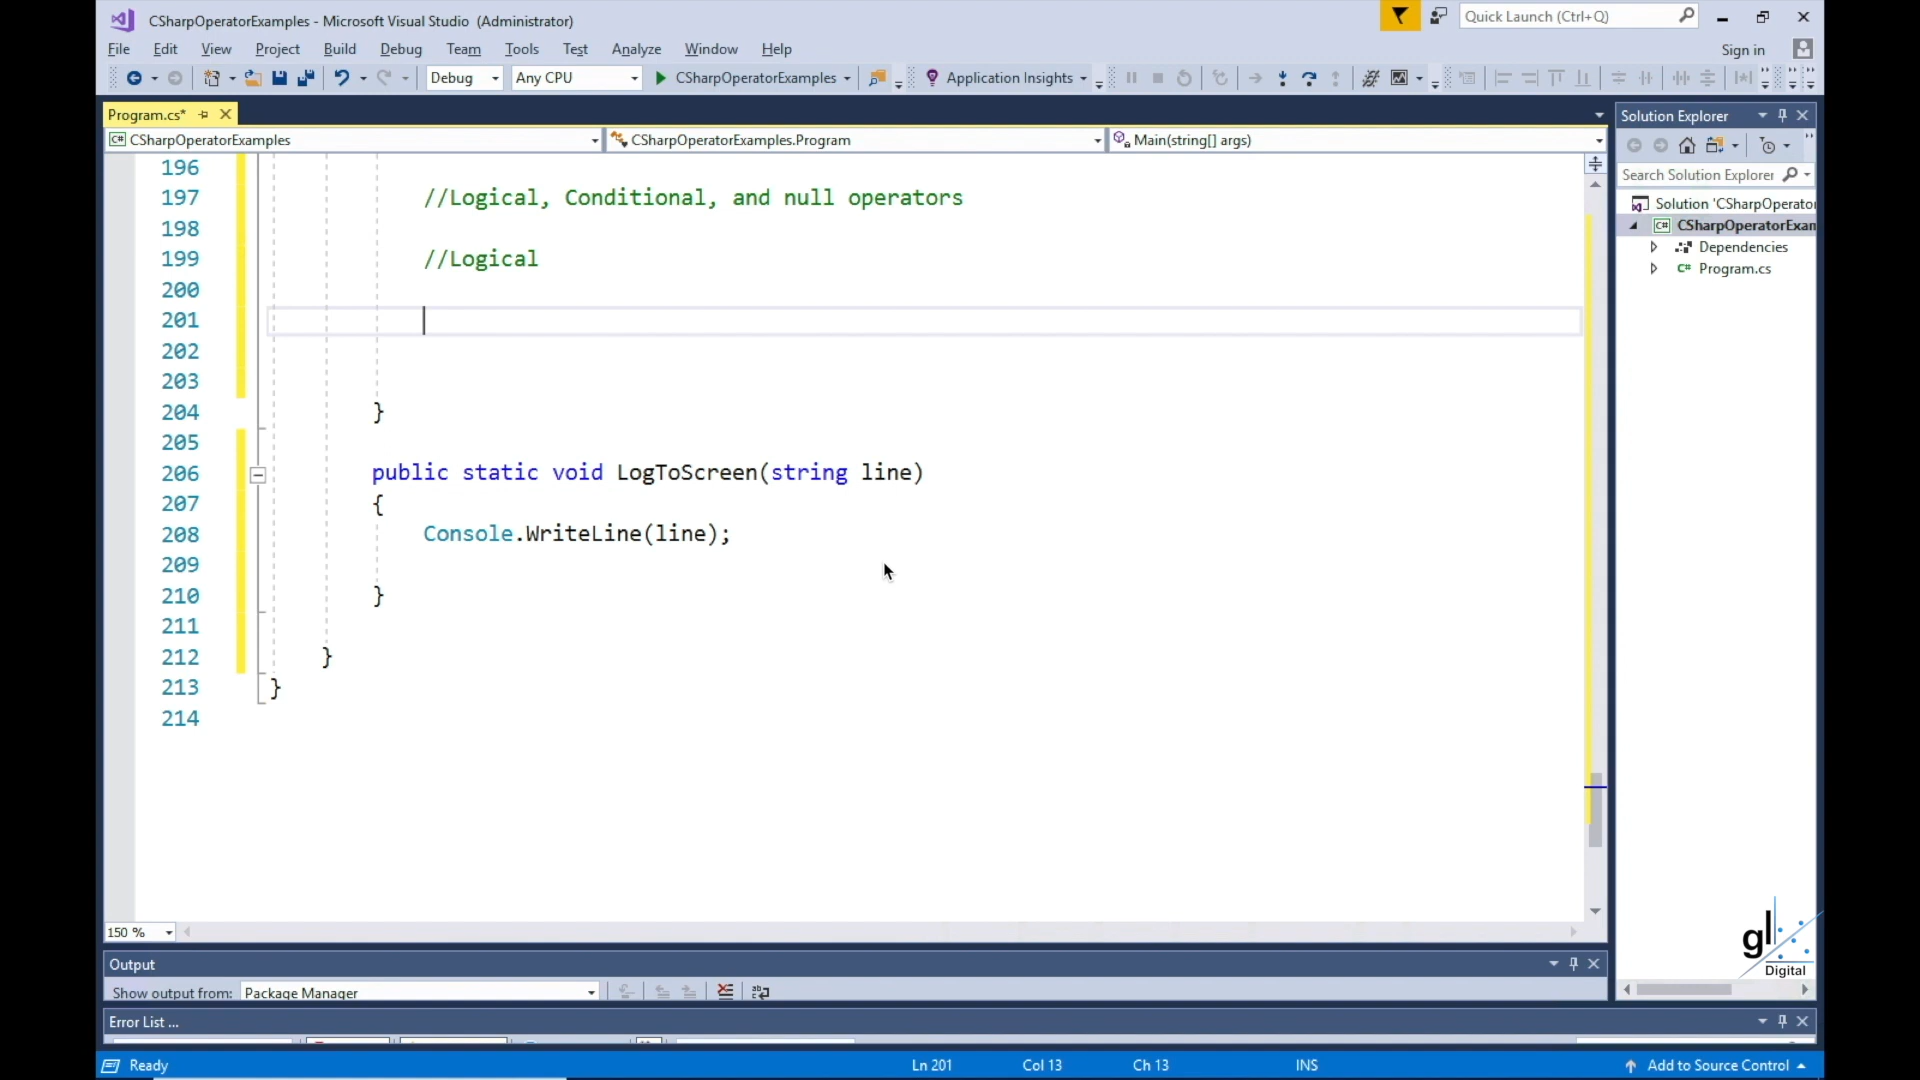 CSharpOperatorExamples - Microsoft Visual Studio (Administrator)
Quick Launch (Ctrl+Q)
File Edit View Project Build Debug Team Tools Test Analyze Window Help
Sign in
Debug Any CPU CSharpOperatorExamples Application Insights
Program.cs*
CSharpOperatorExamples CSharpOperatorExamples.Program Main(string[] args)
196
197 //Logical, Conditional, and null operators
198
199 //Logical
200
201
202
203
204 }
205
206 public static void LogToScreen(string line)
207 {
208 Console.WriteLine(line);
209
210 }
211
212 }
213 }
214
150 %
Solution Explorer
Search Solution Explorer
Solution 'CSharpOperator
CSharpOperatorExam
Dependencies
C# Program.cs
gl
Digital
Output
Show output from: Package Manager
Error List ...
Ready Ln 201 Col 13 Ch 13 INS Add to Source Control